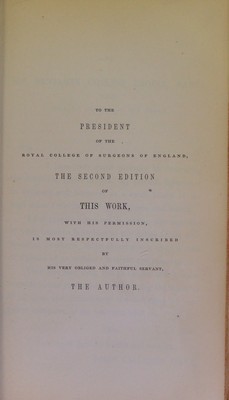 TO THE
PRESIDENT
OF THE
ROYAL COLLEGE OF SURGEONS OF ENGLAND,
THE SECOND EDITION
OF
THIS WORK,
WITH HIS PERMISSION,
IS MOST RESPECTFULLY INSCRIBED
BY
HIS VERY OBLIGED AND FAITHFUL SERVANT,
THE AUTHOR.